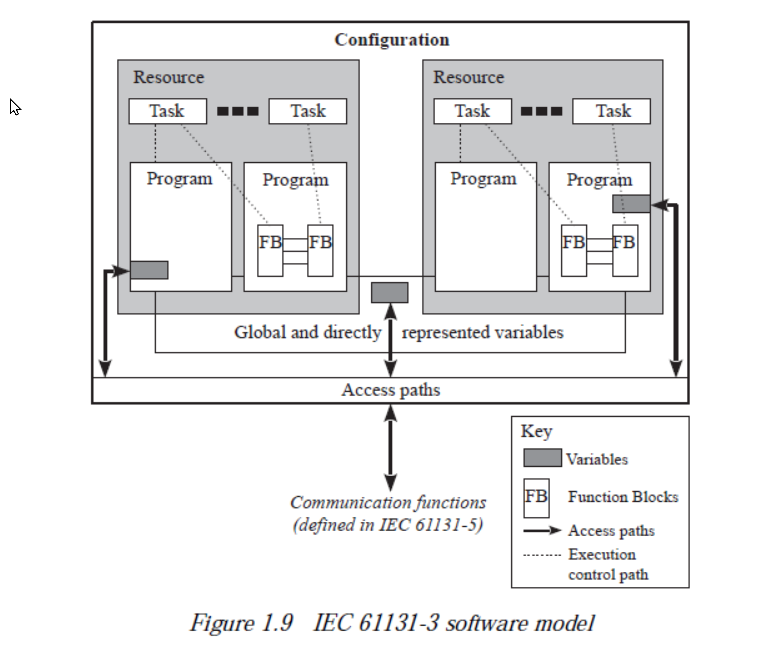 Configuration
Resource
Resource
Task
Task
Task
Task
Program
Program
Program
Program
FB
FB
FB
FB
Global and directly represented variables
Access paths
Communication functions
(defined in IEC 61131-5)
Key
Variables
FB Function Blocks
Access paths
Execution
control path
Figure 1.9 IEC 61131-3 software model